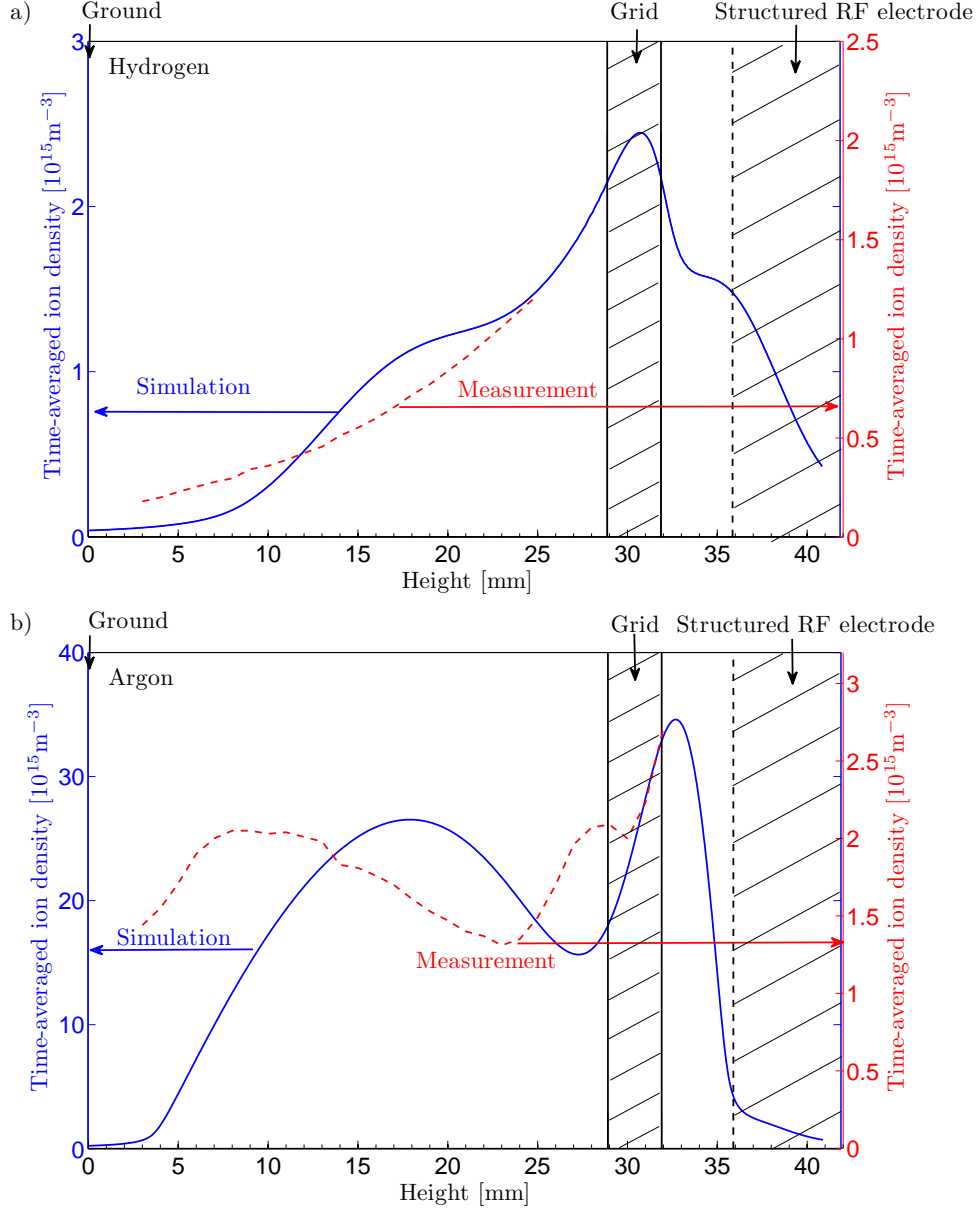 a)
Ground
Grid
Structured RF electrode
Hydrogen
Time-averaged ion density [10¹⁵m⁻³]
0
1
2
3
Simulation
Measurement
Time-averaged ion density [10¹⁵m⁻³]
0
0.5
1
1.5
2
2.5
0 5 10 15 20 25 30 35 40
Height [mm]
b)
Ground
Grid
Structured RF electrode
Argon
Time-averaged ion density [10¹⁵m⁻³]
0
10
20
30
40
Simulation
Measurement
Time-averaged ion density [10¹⁵m⁻³]
0
0.5
1
1.5
2
2.5
3
0 5 10 15 20 25 30 35 40
Height [mm]